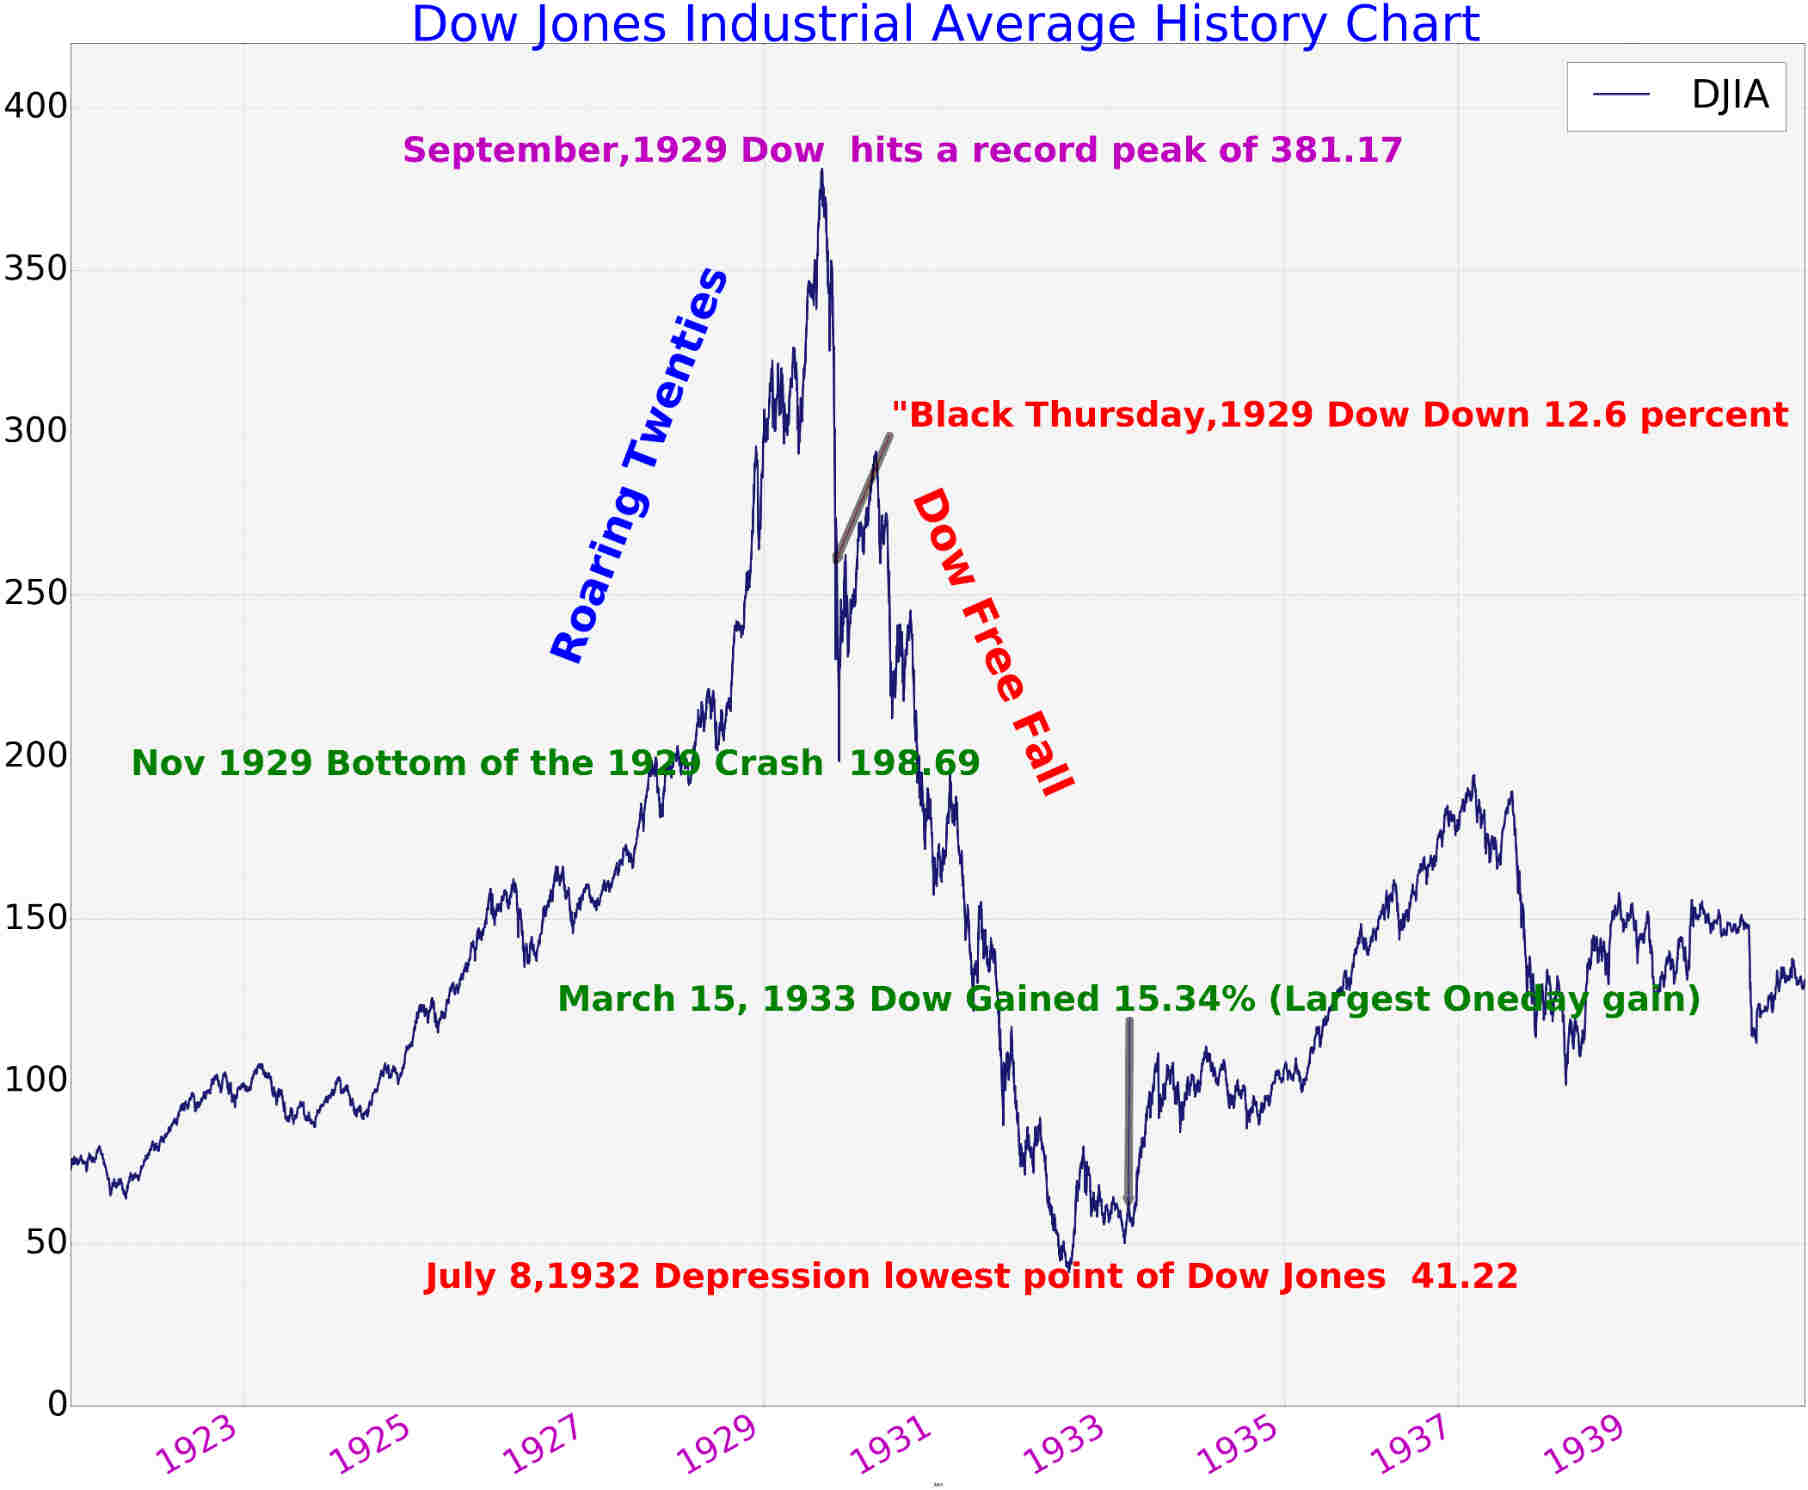 Dow Jones Industrial Average History Chart
DJIA
400
September,1929 Dow  hits a record peak of 381.17
350
Roaring Twenties
300
"Black Thursday,1929 Dow Down 12.6 percent
Dow Free Fall
250
200
Nov 1929 Bottom of the 1929 Crash  198.69
150
March 15, 1933 Dow Gained 15.34% (Largest Oneday gain)
100
50
July 8,1932 Depression lowest point of Dow Jones  41.22
0
1923 1925 1927 1929 1931 1933 1935 1937 1939